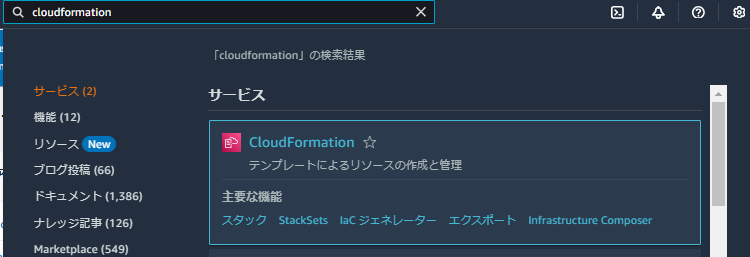 cloudformation
「cloudformation」の検索結果
サービス (2)
機能 (12)
リソース New
ブログ投稿 (66)
ドキュメント (1,386)
ナレッジ記事 (126)
Marketplace (549)
サービス
CloudFormation
テンプレートによるリソースの作成と管理
主要な機能
スタック StackSets IaC ジェネレーター エクスポート Infrastructure Composer